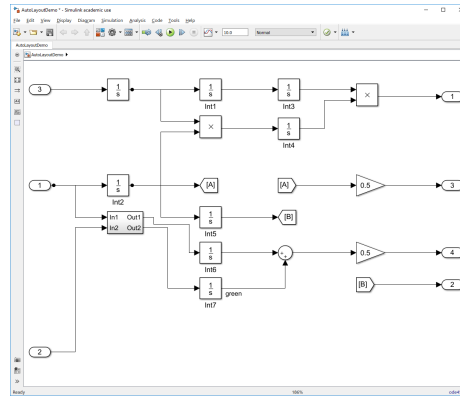 AutoLayoutDemo * - Simulink academic use
File Edit View Display Diagram Simulation Analysis Code Tools Help
10.0 Normal
AutoLayoutDemo
AutoLayoutDemo
3
1
s
1
s
Int1
1
s
Int3
×
1
×
1
s
Int4
1
1
s
Int2
[A]
[A]
0.5
3
In1 Out1
In2 Out2
1
s
Int5
[B]
1
s
Int6
0.5
4
1
s
green
Int7
[B]
2
2
Ready